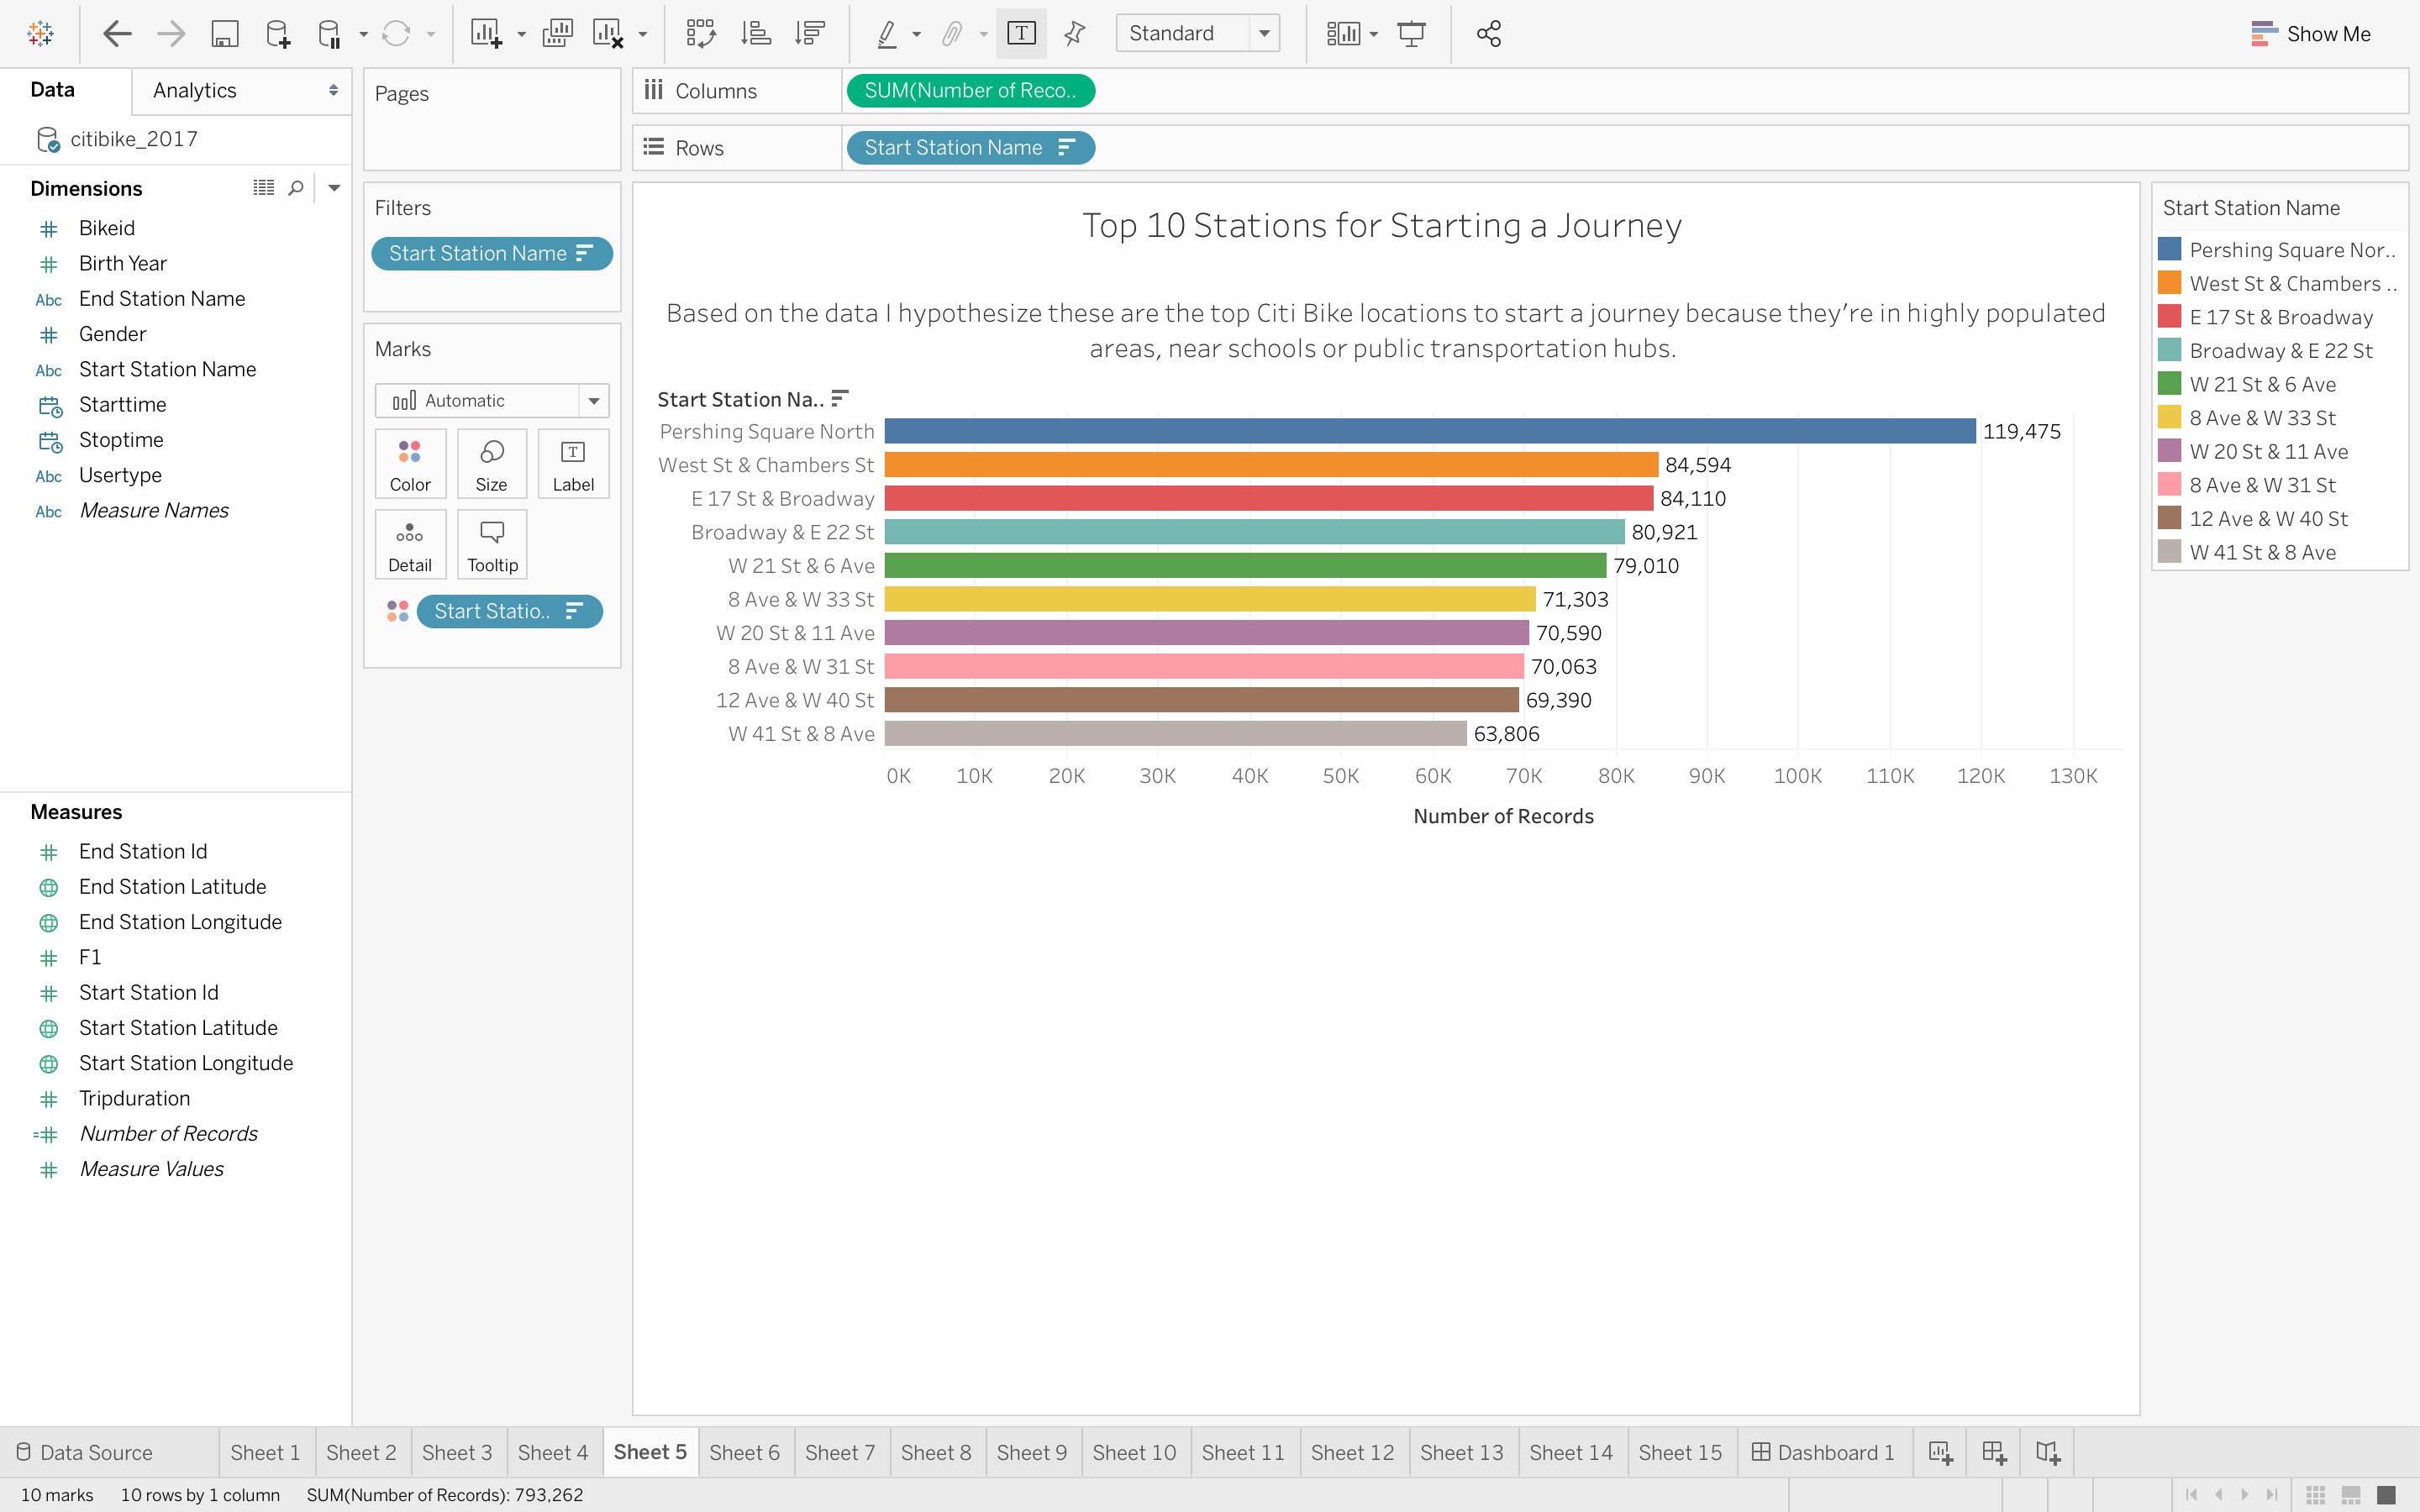 Standard
Show Me
Data
Analytics
citibike_2017
Dimensions
Bikeid
Birth Year
Abc End Station Name
Gender
Abc Start Station Name
Starttime
Stoptime
Abc Usertype
Abc Measure Names
Measures
End Station Id
End Station Latitude
End Station Longitude
F1
Start Station Id
Start Station Latitude
Start Station Longitude
Tripduration
Number of Records
Measure Values
Pages
Filters
Start Station Name
Marks
Automatic
Color Size Label
Detail Tooltip
Start Statio..
Columns SUM(Number of Reco..
Rows Start Station Name
Top 10 Stations for Starting a Journey
Based on the data I hypothesize these are the top Citi Bike locations to start a journey because they're in highly populated
areas, near schools or public transportation hubs.
Start Station Na..
Pershing Square North 119,475
West St & Chambers St 84,594
E 17 St & Broadway 84,110
Broadway & E 22 St 80,921
W 21 St & 6 Ave 79,010
8 Ave & W 33 St 71,303
W 20 St & 11 Ave 70,590
8 Ave & W 31 St 70,063
12 Ave & W 40 St 69,390
W 41 St & 8 Ave 63,806
0K 10K 20K 30K 40K 50K 60K 70K 80K 90K 100K 110K 120K 130K
Number of Records
Start Station Name
Pershing Square Nor..
West St & Chambers ..
E 17 St & Broadway
Broadway & E 22 St
W 21 St & 6 Ave
8 Ave & W 33 St
W 20 St & 11 Ave
8 Ave & W 31 St
12 Ave & W 40 St
W 41 St & 8 Ave
Data Source Sheet 1 Sheet 2 Sheet 3 Sheet 4 Sheet 5 Sheet 6 Sheet 7 Sheet 8 Sheet 9 Sheet 10 Sheet 11 Sheet 12 Sheet 13 Sheet 14 Sheet 15 Dashboard 1
10 marks 10 rows by 1 column SUM(Number of Records): 793,262